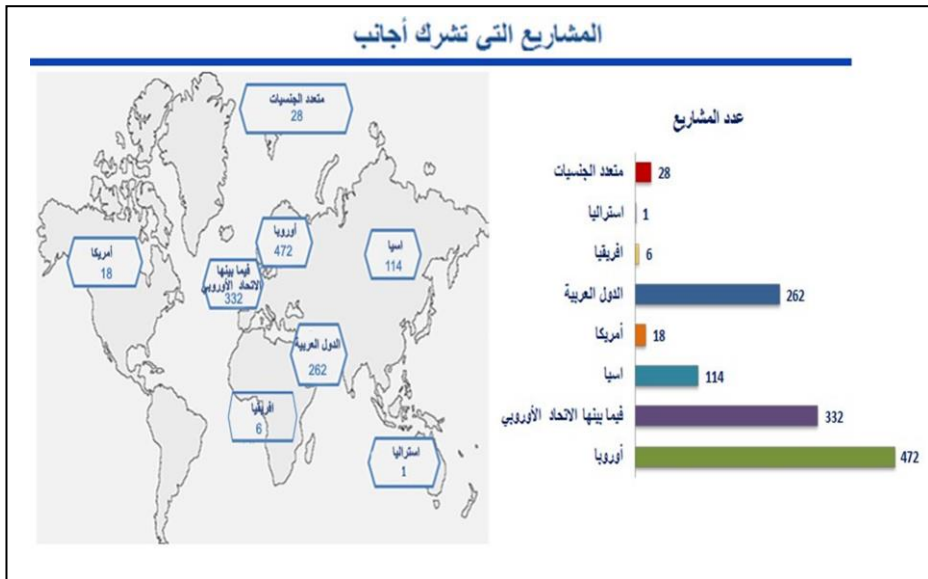 المشاريع التى تشرك أجانب
متعدد الجنسيات
28
أوروبا
472
اسيا
114
أمريكا
18
فيما بينها
الاتحاد الأوروبي
332
الدول العربية
262
افريقيا
6
استراليا
1
عدد المشاريع
متعدد الجنسيات 28
استراليا 1
افريقيا 6
الدول العربية 262
أمريكا 18
اسيا 114
فيما بينها الاتحاد الأوروبي 332
أوروبا 472